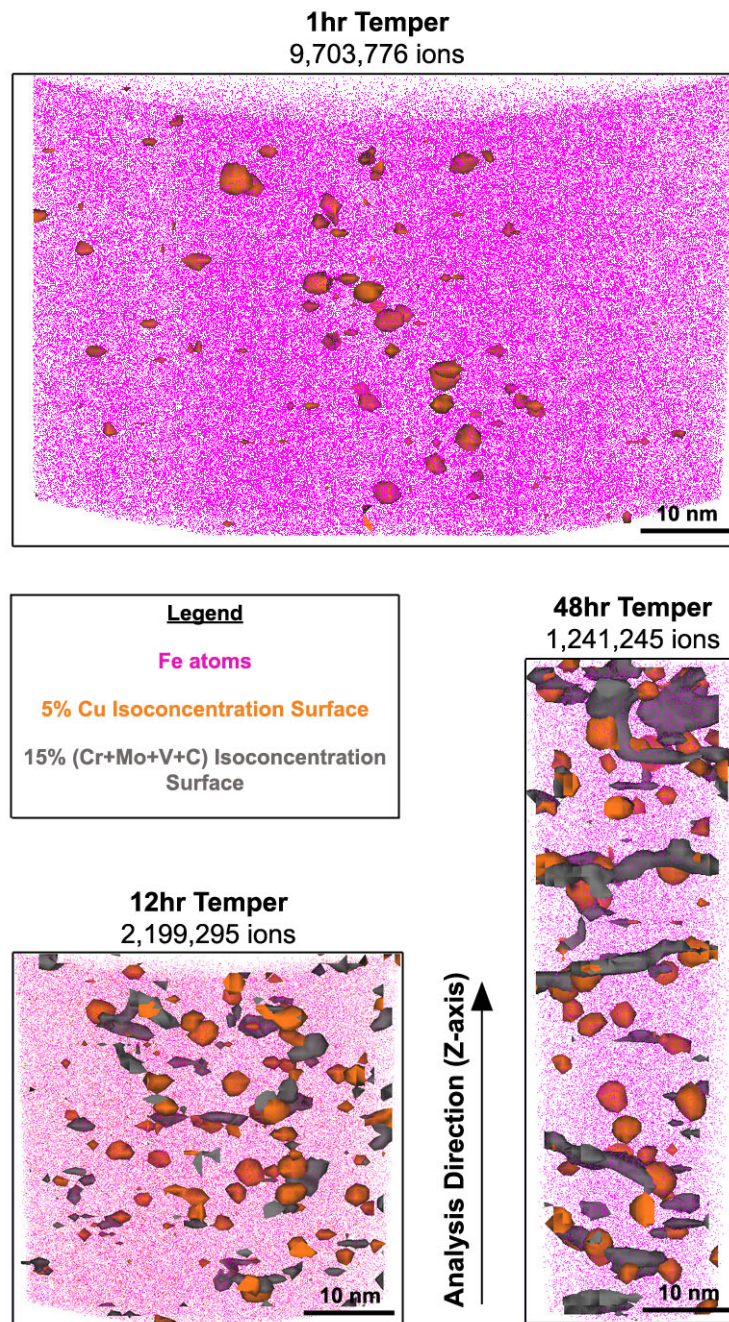 1hr Temper
9,703,776 ions
10 nm
Legend
Fe atoms
5% Cu Isoconcentration Surface
15% (Cr+Mo+V+C) Isoconcentration
Surface
48hr Temper
1,241,245 ions
12hr Temper
2,199,295 ions
Analysis Direction (Z-axis)
10 nm
10 nm